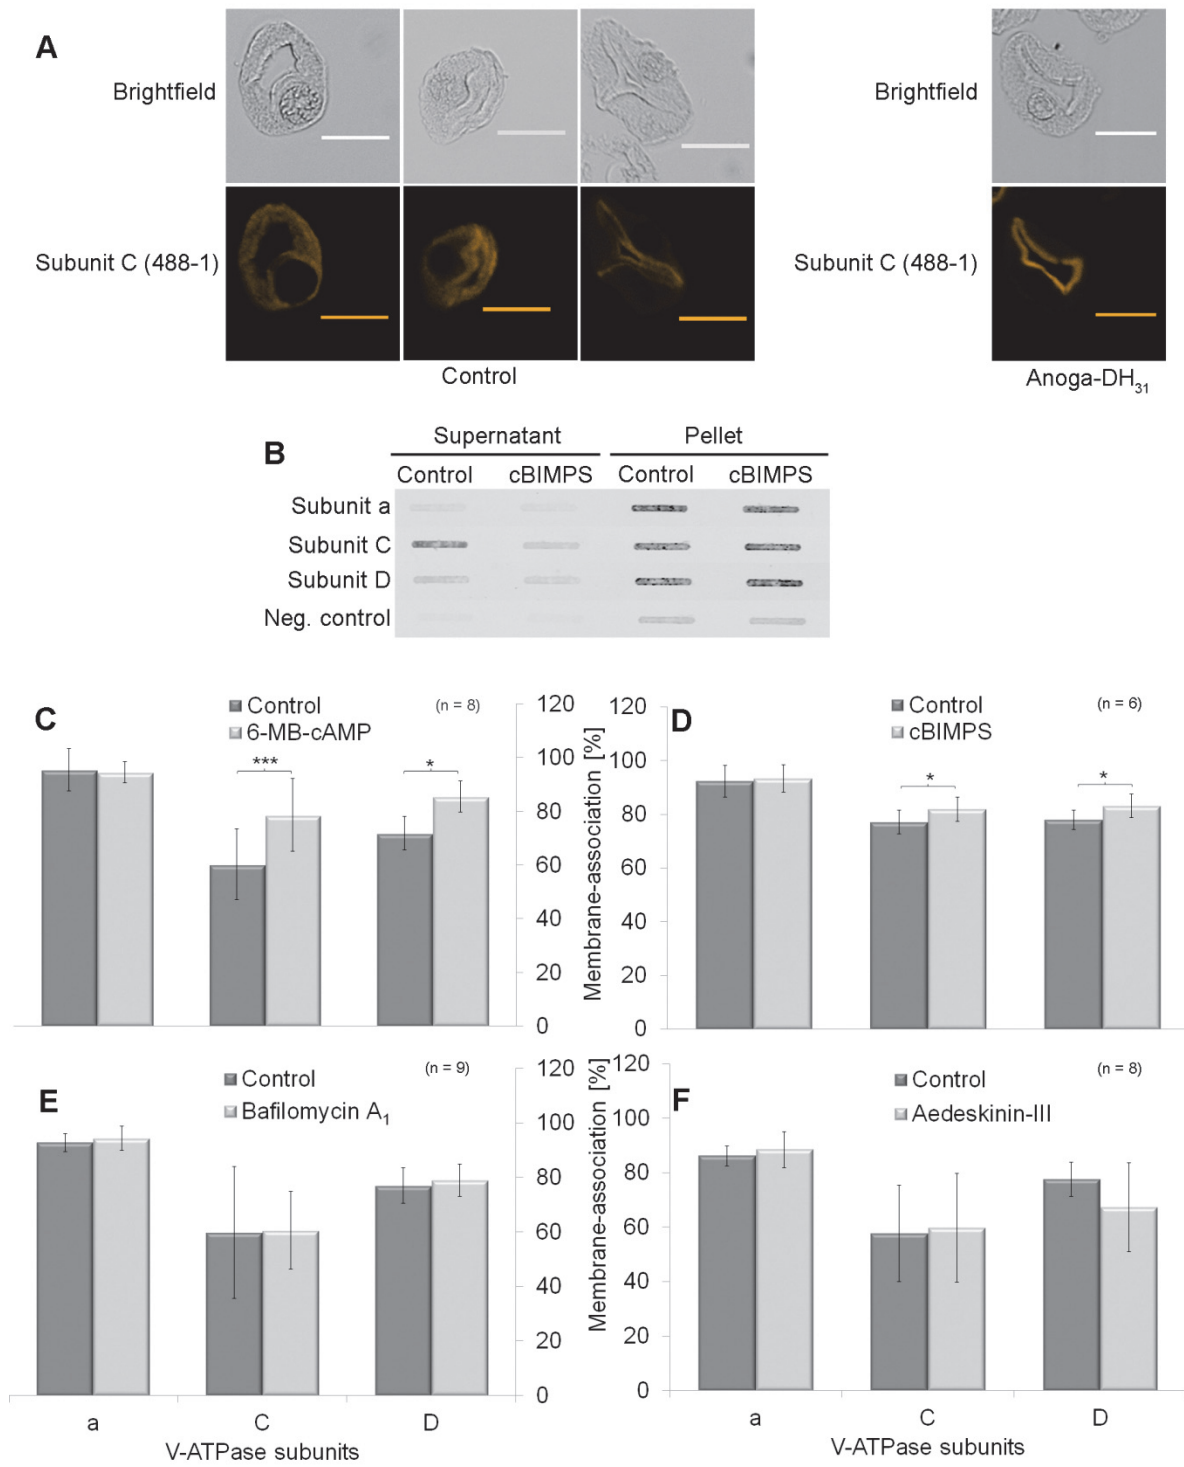 A
Brightfield
Brightfield
Subunit C (488-1)
Subunit C (488-1)
Control
Anoga-DH31
B
Supernatant
Pellet
Control
cBIMPS
Control
cBIMPS
Subunit a
Subunit C
Subunit D
Neg. control
C
Control
6-MB-cAMP
(n = 8)
***
*
120
100
80
60
40
20
0
Membrane-association [%]
D
Control
cBIMPS
(n = 6)
*
*
120
100
80
60
40
20
0
E
Control
Bafilomycin A1
(n = 9)
120
100
80
60
40
20
0
a
C
D
V-ATPase subunits
Membrane-association [%]
F
Control
Aedeskinin-III
(n = 8)
120
100
80
60
40
20
0
a
C
D
V-ATPase subunits